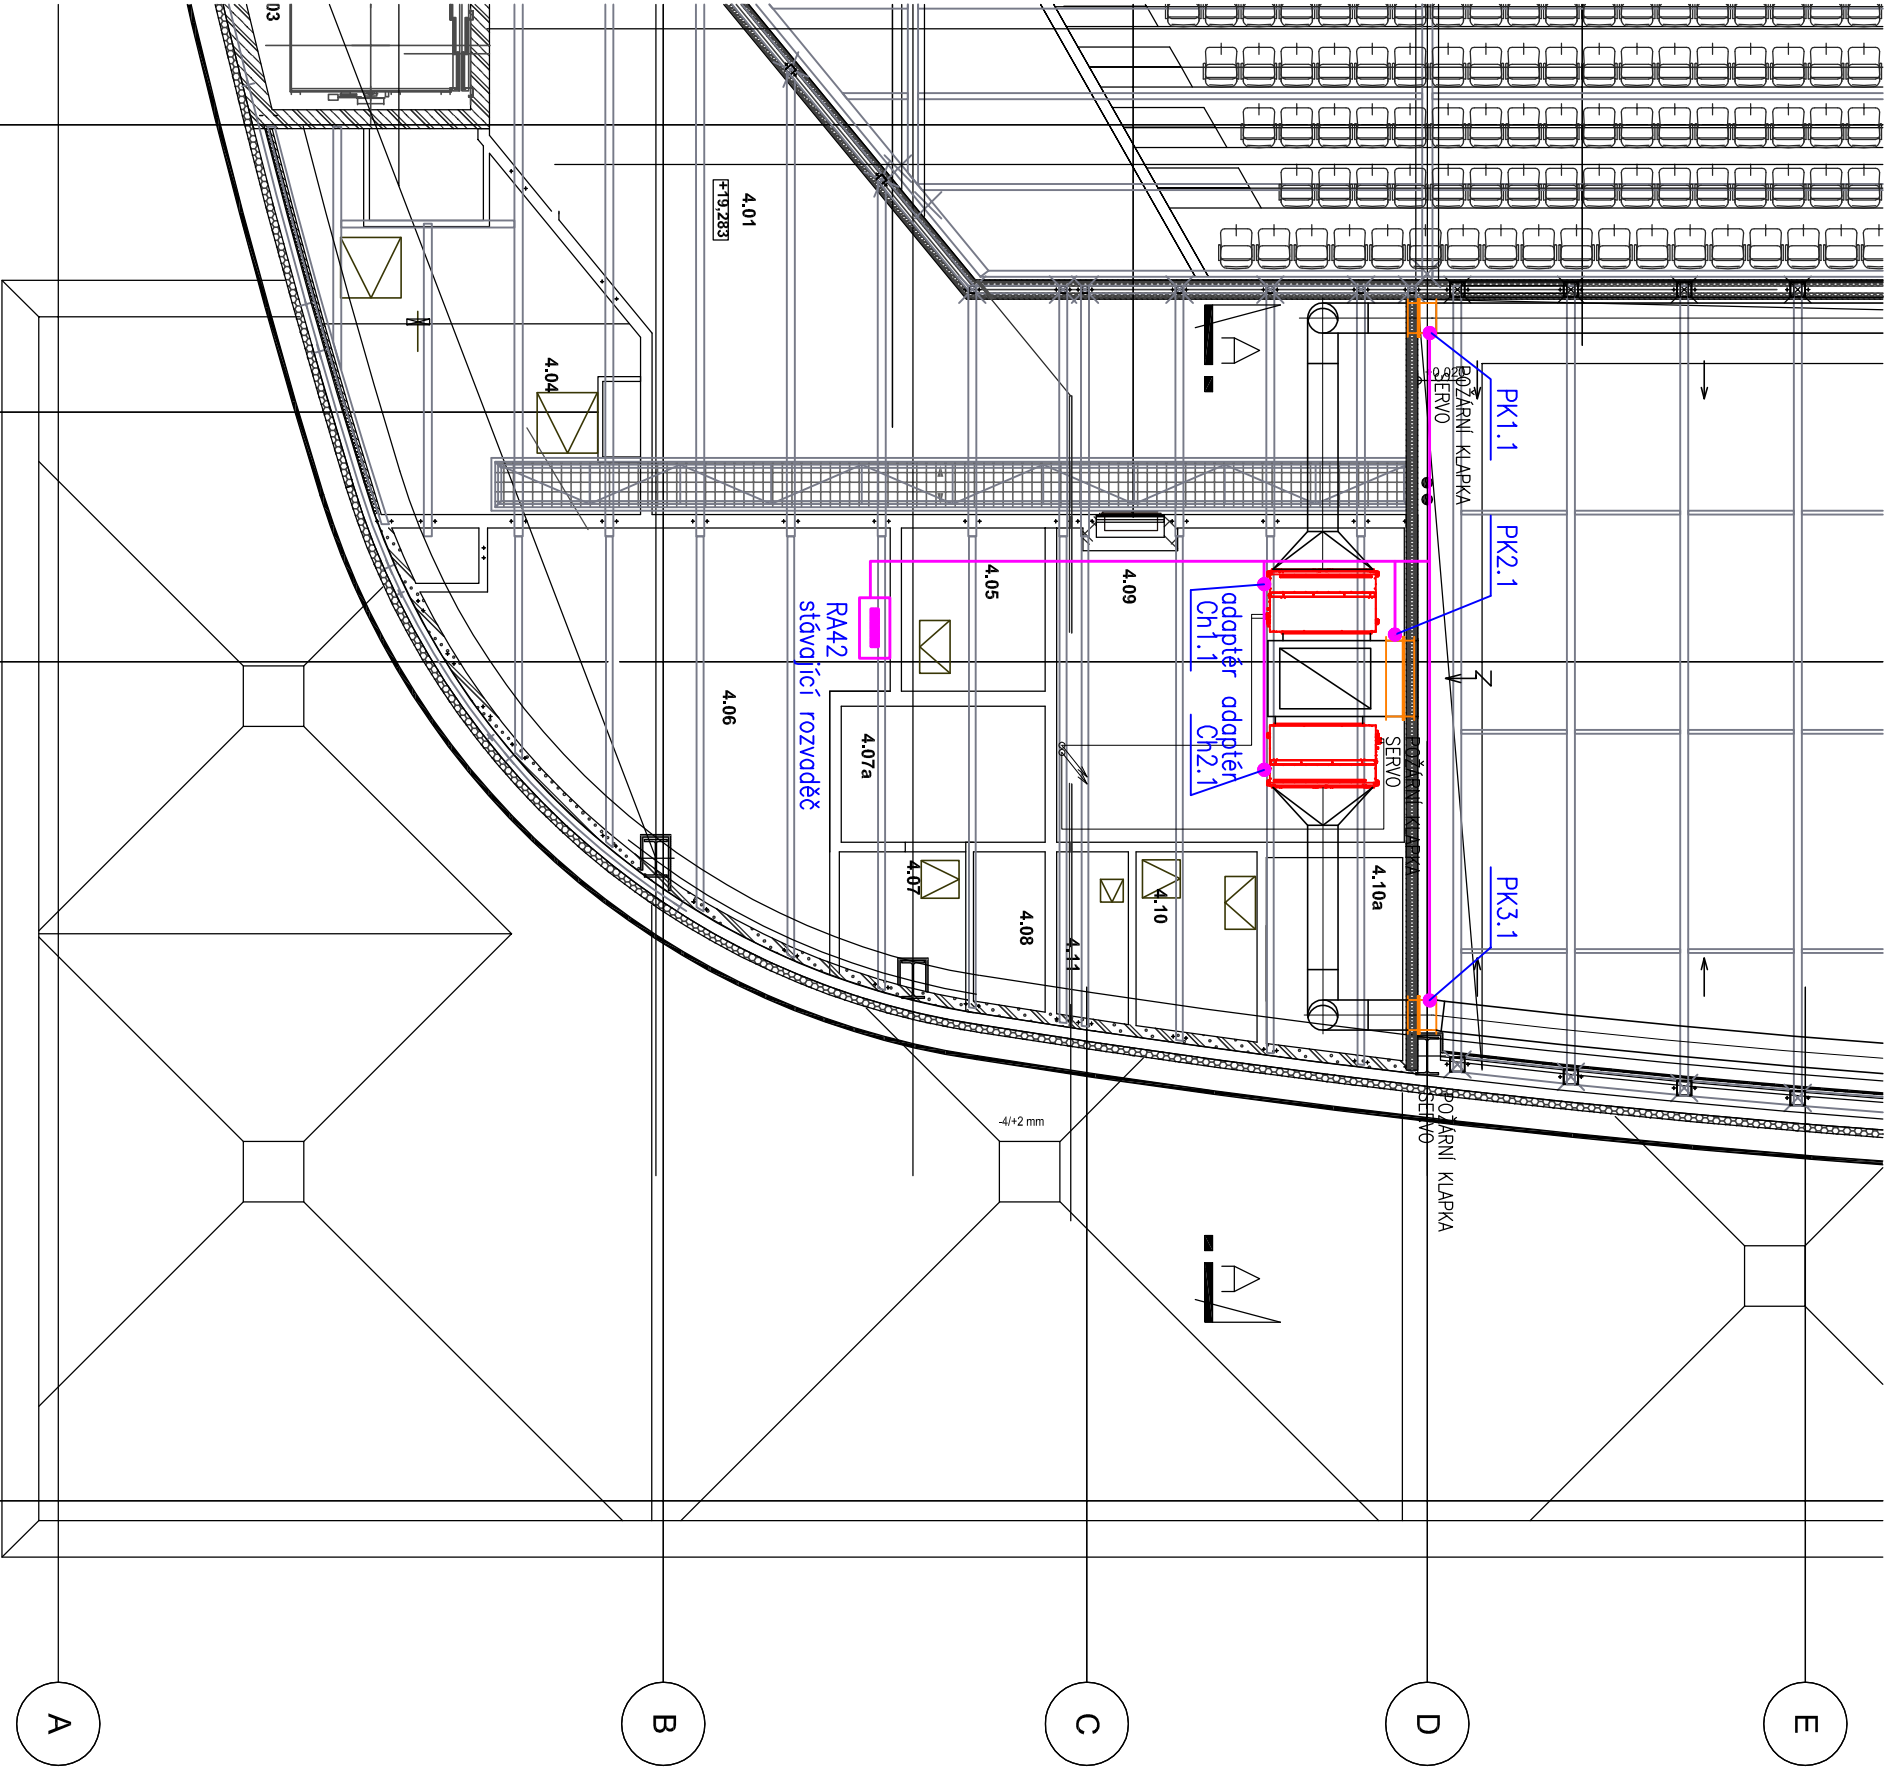 03
4.01
+19,283
4.04
4.05
4.09
4.06
4.07a
4.07
4.08
4.11
4.10
4.10a
RA42
stávající rozvaděč
adaptér
Ch1.1
adaptér
Ch2.1
PK1.1
POŽÁRNÍ KLAPKA
SERVO
PK2.1
POŽÁRNÍ KLAPKA
SERVO
PK3.1
POŽÁRNÍ KLAPKA
SERVO
Z
A
A
-4/+2 mm
A
B
C
D
E